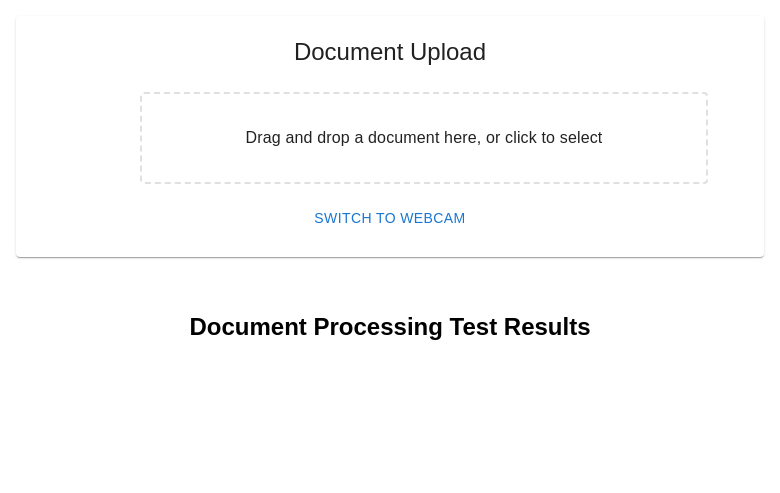 Document Upload
Drag and drop a document here, or click to select
SWITCH TO WEBCAM
Document Processing Test Results